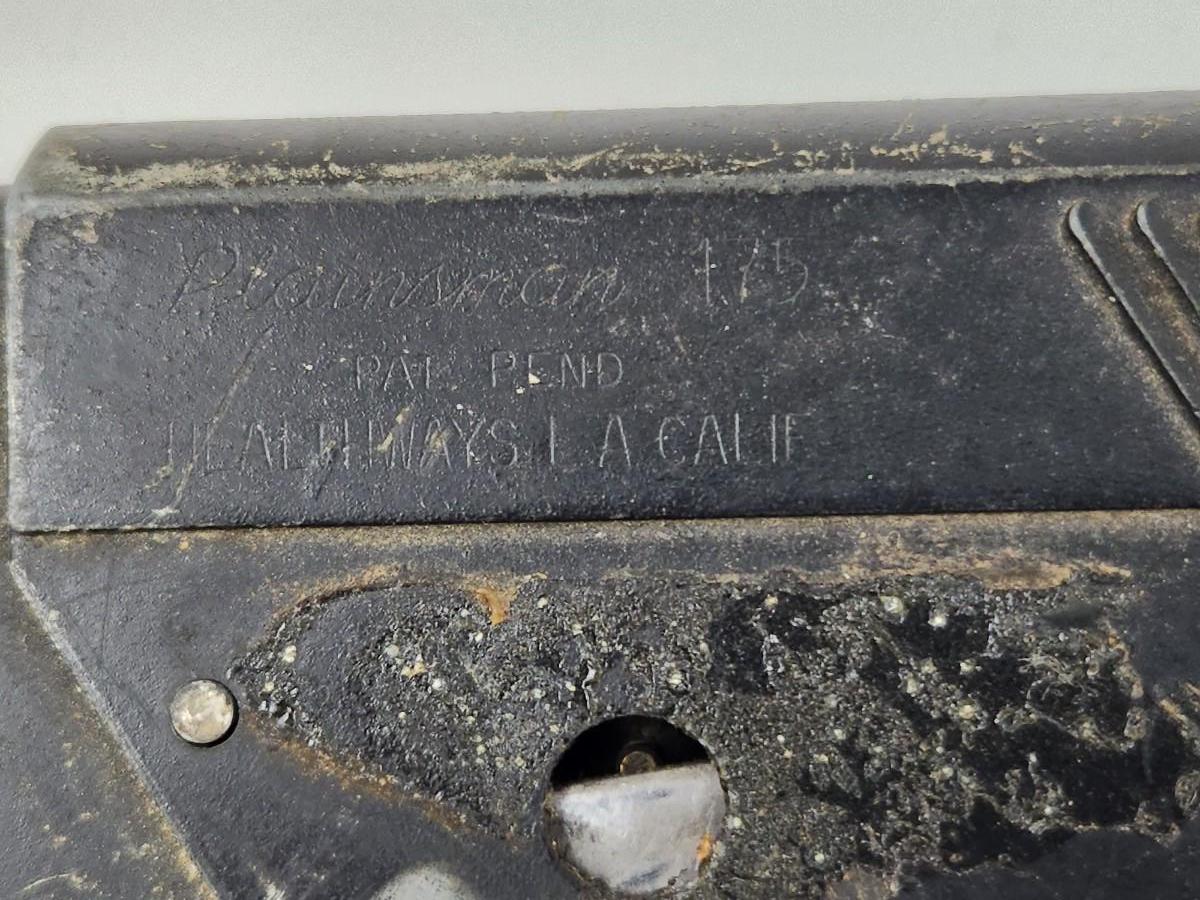 Plainsman 175
PAT. PEND
HEALTHWAYS L A CALIF